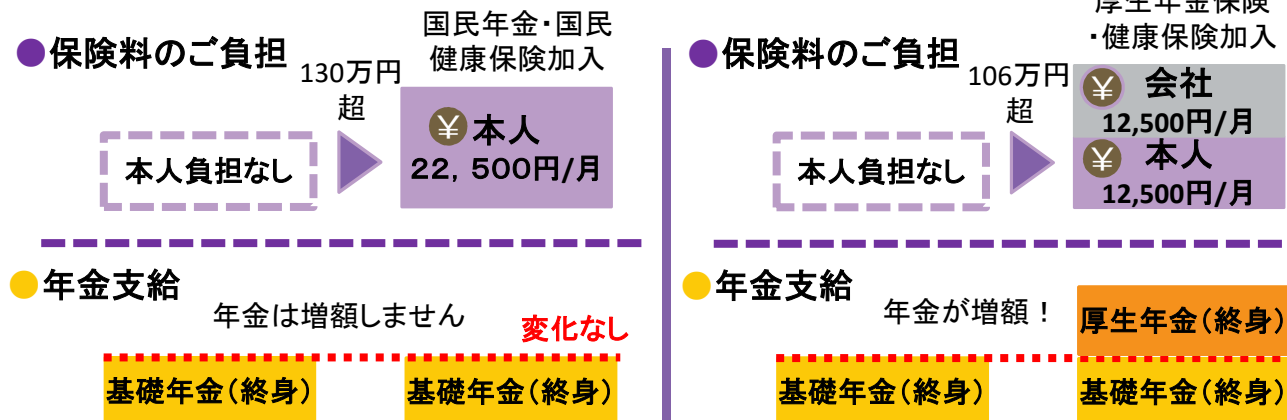 国民年金・国民
健康保険加入
●保険料のご負担
130万円
超
¥ 本人
22，500円/月
本人負担なし
●年金支給
年金は増額しません
変化なし
基礎年金（終身）
基礎年金（終身）
厚生年金保険
・健康保険加入
●保険料のご負担
106万円
超
¥ 会社
12,500円/月
¥ 本人
12,500円/月
本人負担なし
●年金支給
年金が増額！
厚生年金（終身）
基礎年金（終身）
基礎年金（終身）